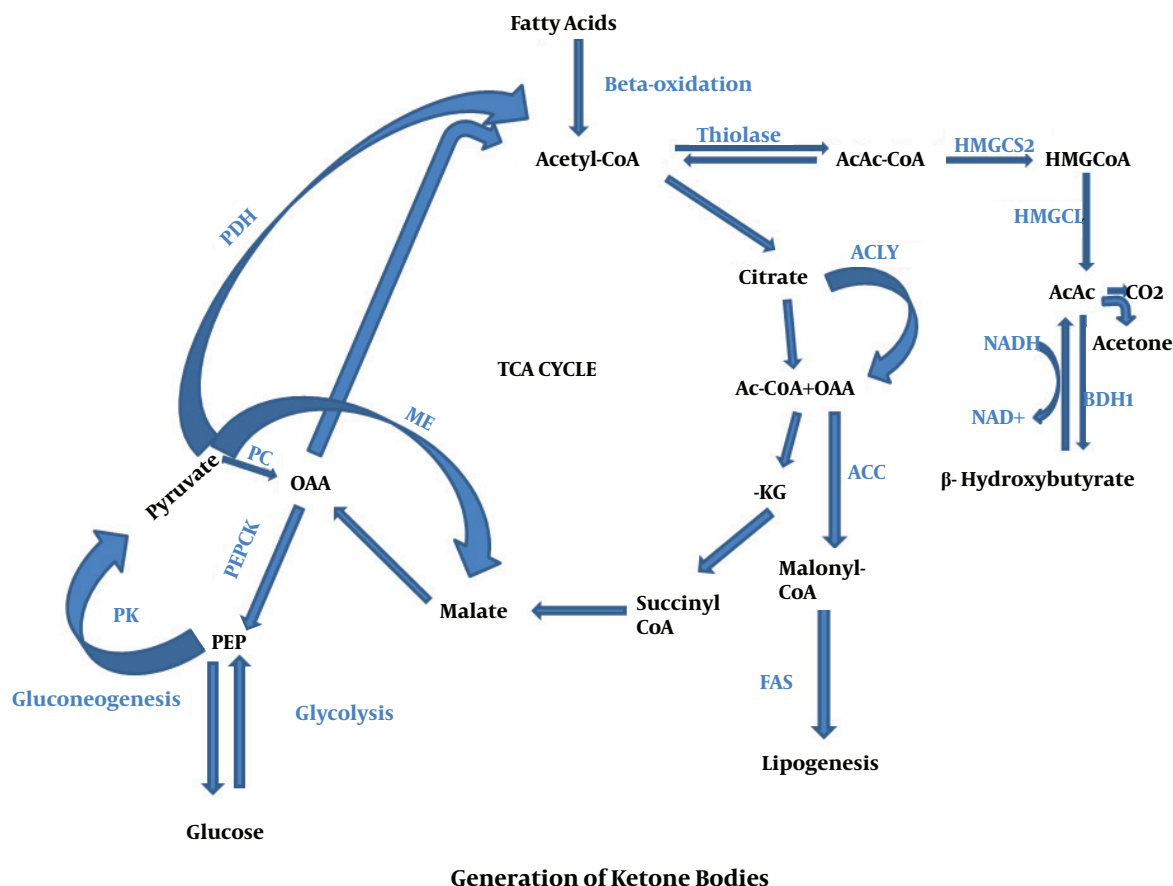 Fatty Acids
Beta-oxidation
Acetyl-CoA
Thiolase
AcAc-CoA
HMGCS2
HMGCoA
HMGCL
PDH
Citrate
ACLY
AcAc
CO2
Acetone
NADH
NAD+
BDH1
β- Hydroxybutyrate
TCA CYCLE
Ac-COA+OAA
ME
PC
Pyruvate
OAA
-KG
ACC
PEPCK
Malonyl-
CoA
Malate
Succinyl
CoA
PK
PEP
Gluconeogenesis
Glycolysis
FAS
Lipogenesis
Glucose
Generation of Ketone Bodies